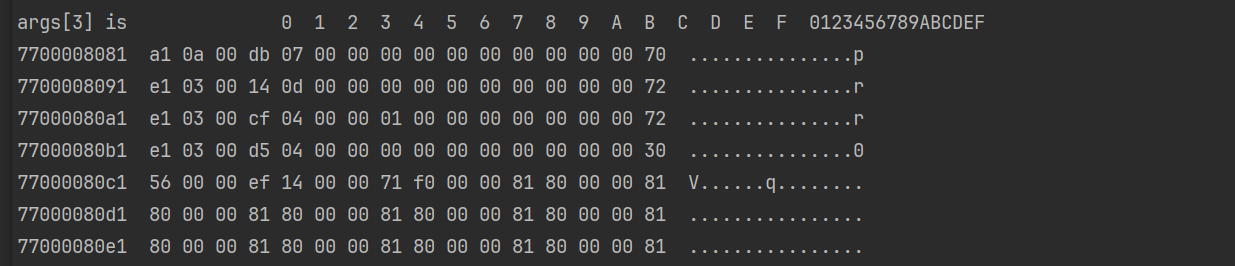 args[3] is              0  1  2  3  4  5  6  7  8  9  A  B  C  D  E  F  0123456789ABCDEF
7700008081  a1 0a 00 db 07 00 00 00 00 00 00 00 00 00 00 70  ...............p
7700008091  e1 03 00 14 0d 00 00 00 00 00 00 00 00 00 00 72  ...............r
77000080a1  e1 03 00 cf 04 00 00 01 00 00 00 00 00 00 00 72  ...............r
77000080b1  e1 03 00 d5 04 00 00 00 00 00 00 00 00 00 00 30  ...............0
77000080c1  56 00 00 ef 14 00 00 71 f0 00 00 81 80 00 00 81  V......q........
77000080d1  80 00 00 81 80 00 00 81 80 00 00 81 80 00 00 81  ................
77000080e1  80 00 00 81 80 00 00 81 80 00 00 81 80 00 00 81  ................